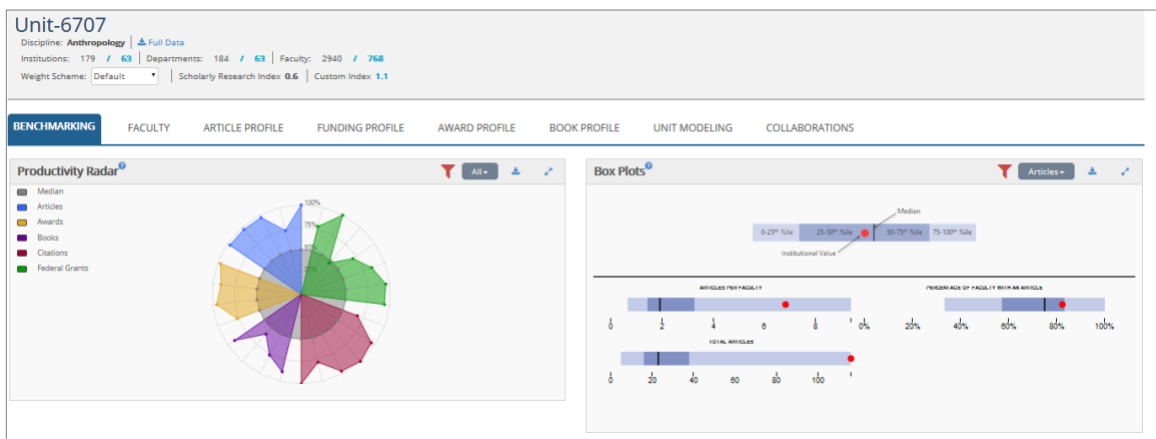 Unit-6707
Discipline: Anthropology | Full Data
Institutions: 179 / 63 | Departments: 184 / 63 | Faculty: 2940 / 768
Weight Scheme: Default | Scholarly Research Index 0.6 | Custom Index 1.1
BENCHMARKING FACULTY ARTICLE PROFILE FUNDING PROFILE AWARD PROFILE BOOK PROFILE UNIT MODELING COLLABORATIONS
Productivity Radar? All
Median
Articles
Awards
Books
Citations
Federal Grants
100%
75%
50%
25%
Box Plots? Articles
Median
0-25th %ile 25-50th %ile 50-75th %ile 75-100th %ile
Institutional Value
ARTICLES PER FACULTY
0 2 4 6 8
PERCENTAGE OF FACULTY WITH AN ARTICLE
0% 20% 40% 60% 80% 100%
TOTAL ARTICLES
0 20 40 60 80 100